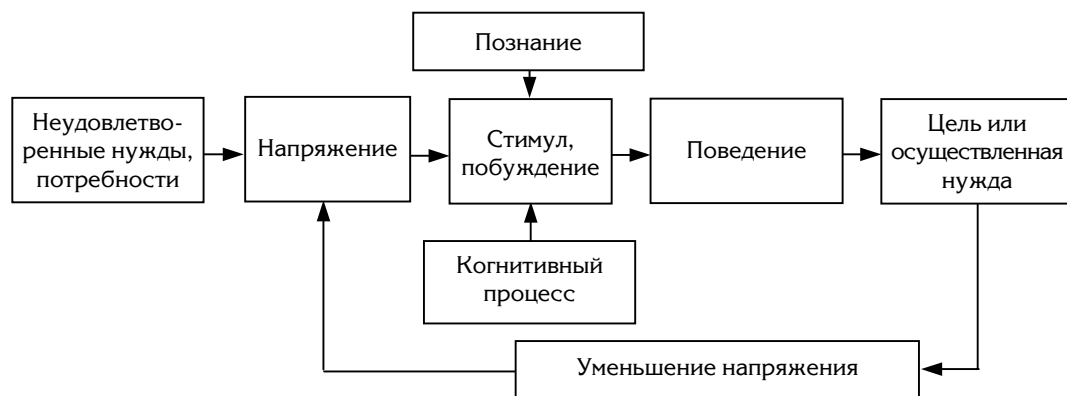 Познание
Неудовлетво-
ренные нужды,
потребности
Напряжение
Стимул,
побуждение
Поведение
Цель или
осуществленная
нужда
Когнитивный
процесс
Уменьшение напряжения